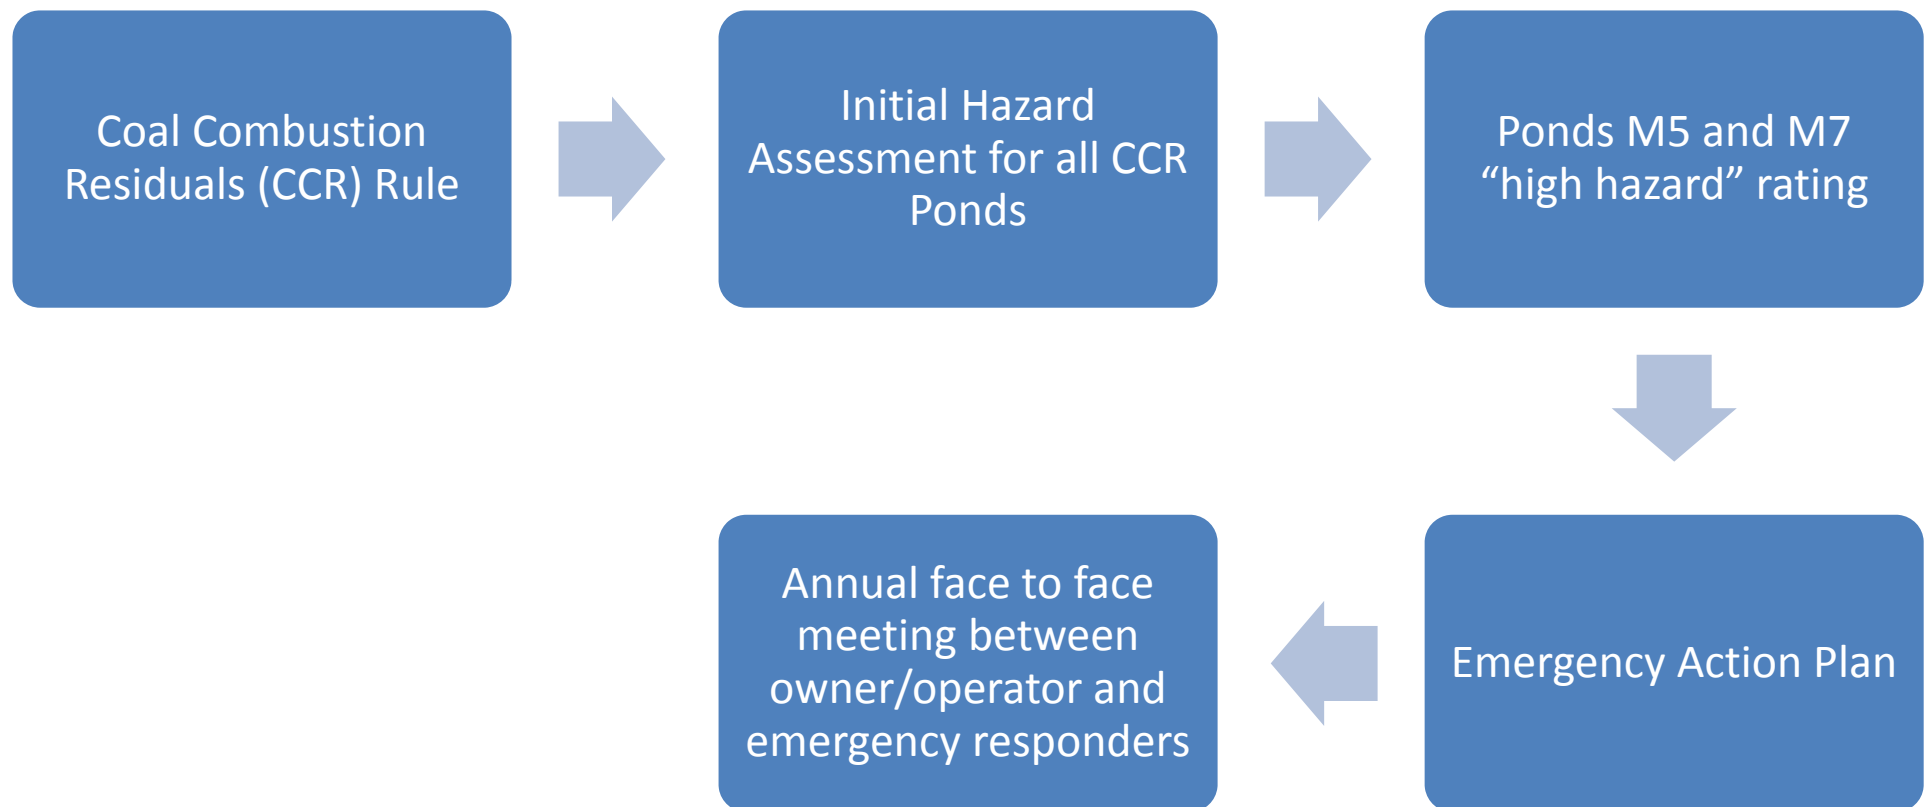 Coal Combustion
Residuals (CCR) Rule
Initial Hazard
Assessment for all CCR
Ponds
Ponds M5 and M7
“high hazard” rating
Emergency Action Plan
Annual face to face
meeting between
owner/operator and
emergency responders